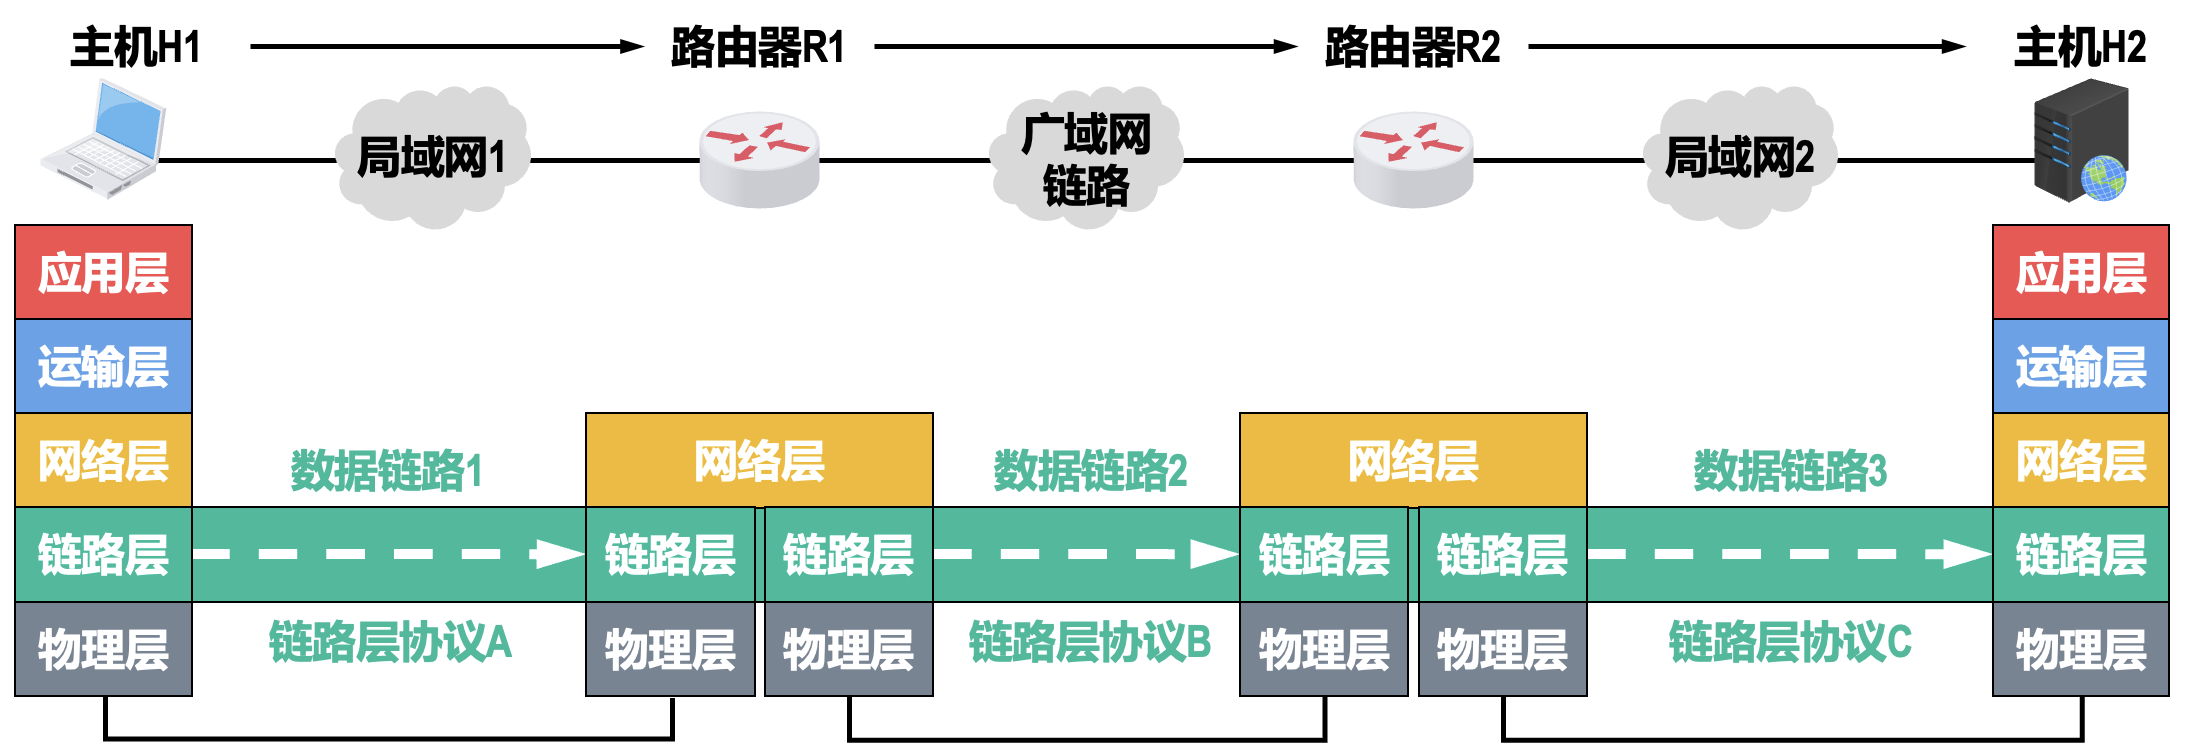 主机H1
路由器R1
路由器R2
主机H2
局域网1
广域网
链路
局域网2
应用层
应用层
运输层
运输层
网络层
数据链路1
网络层
数据链路2
网络层
数据链路3
网络层
链路层
链路层
链路层
链路层
链路层
链路层
物理层
链路层协议A
物理层
物理层
链路层协议B
物理层
物理层
链路层协议C
物理层